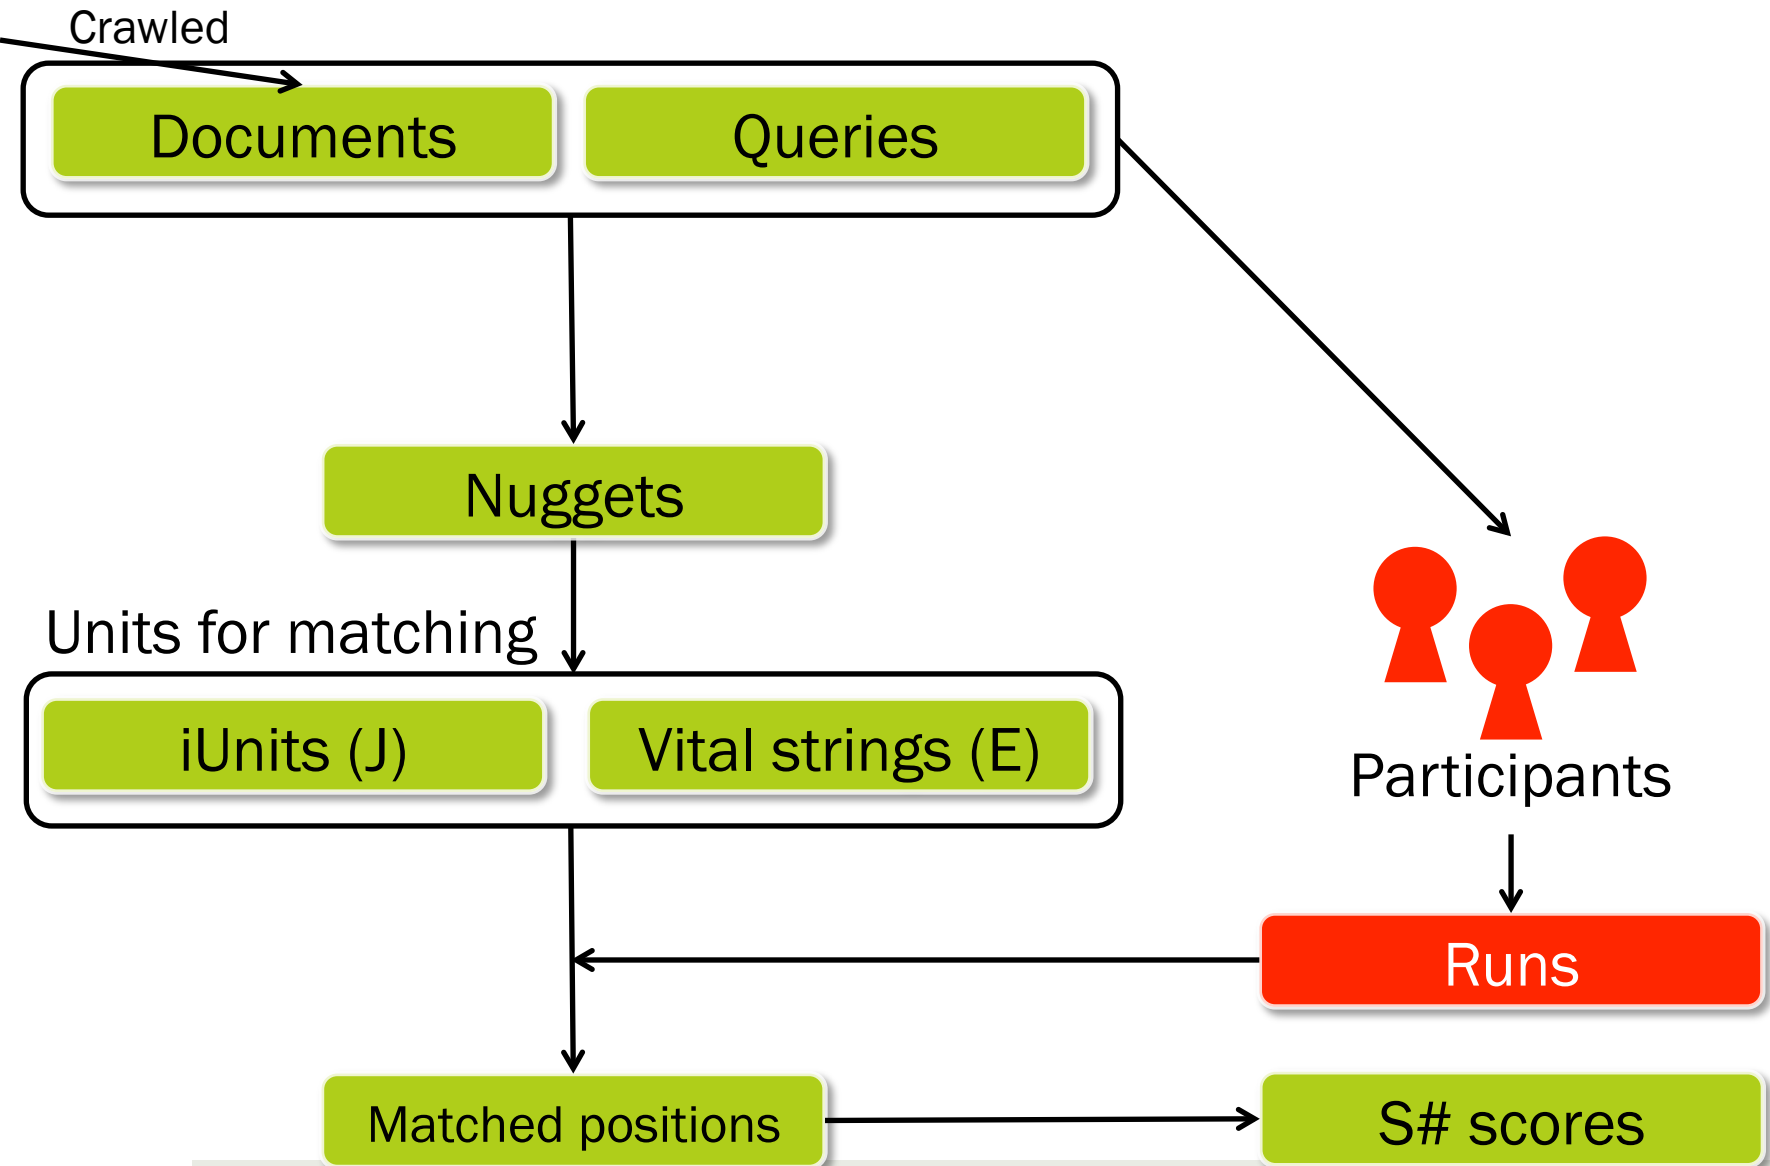 Crawled
Documents
Queries
Nuggets
Units for matching
iUnits (J)
Vital strings (E)
Participants
Runs
Matched positions
S# scores